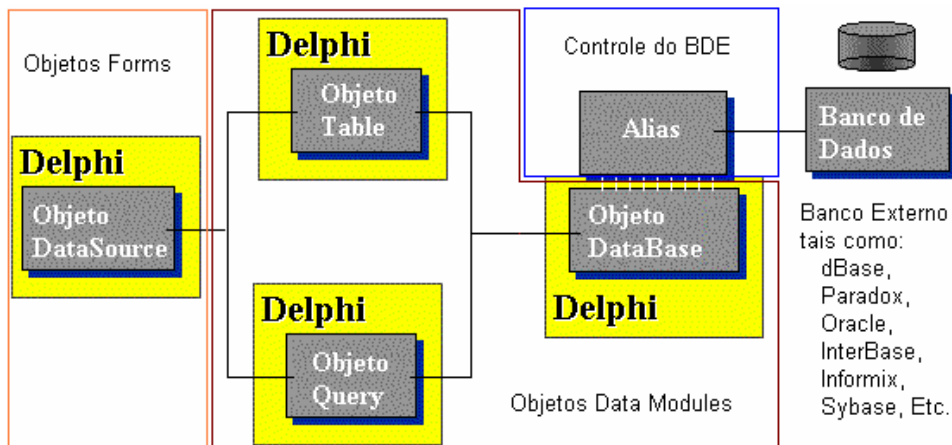 Objetos Forms
Delphi
Objeto
DataSource
Delphi
Objeto
Table
Delphi
Objeto
Query
Controle do BDE
Alias
Objeto
DataBase
Delphi
Objetos Data Modules
Banco de
Dados
Banco Externo
tais como:
dBase,
Paradox,
Oracle,
InterBase,
Informix,
Sybase, Etc.